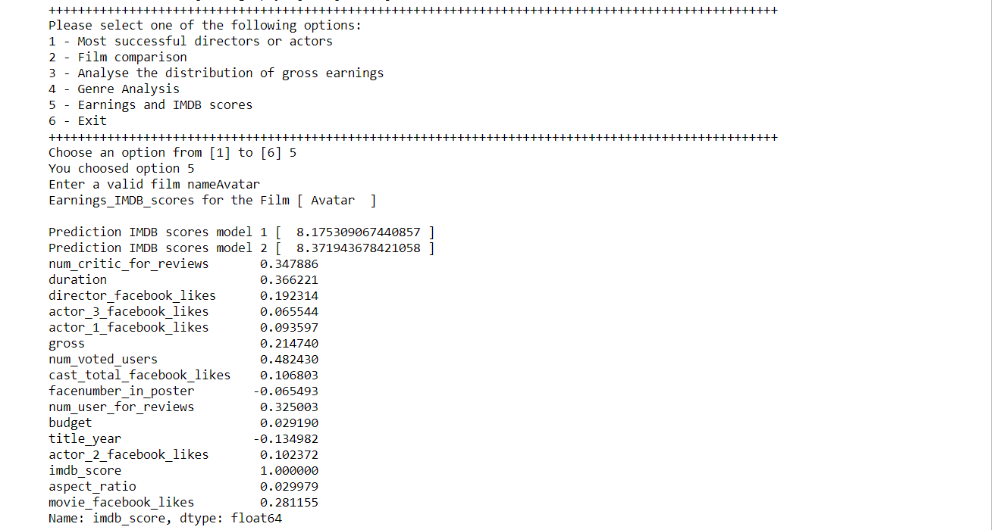 ++++++++++++++++++++++++++++++++++++++++++++++++++++++++++++++++++++++++++++++++++++++++++++++++++++
Please select one of the following options:
1 - Most successful directors or actors
2 - Film comparison
3 - Analyse the distribution of gross earnings
4 - Genre Analysis
5 - Earnings and IMDB scores
6 - Exit
++++++++++++++++++++++++++++++++++++++++++++++++++++++++++++++++++++++++++++++++++++++++++++++++++++
Choose an option from [1] to [6] 5
You choosed option 5
Enter a valid film nameAvatar
Earnings_IMDB_scores for the Film [ Avatar  ]
Prediction IMDB scores model 1 [  8.175309067440857 ]
Prediction IMDB scores model 2 [  8.371943678421058 ]
num_critic_for_reviews       0.347886
duration                     0.366221
director_facebook_likes      0.192314
actor_3_facebook_likes       0.065544
actor_1_facebook_likes       0.093597
gross                        0.214740
num_voted_users              0.482430
cast_total_facebook_likes    0.106803
facenumber_in_poster        -0.065493
num_user_for_reviews         0.325003
budget                       0.029190
title_year                  -0.134982
actor_2_facebook_likes       0.102372
imdb_score                   1.000000
aspect_ratio                 0.029979
movie_facebook_likes         0.281155
Name: imdb_score, dtype: float64